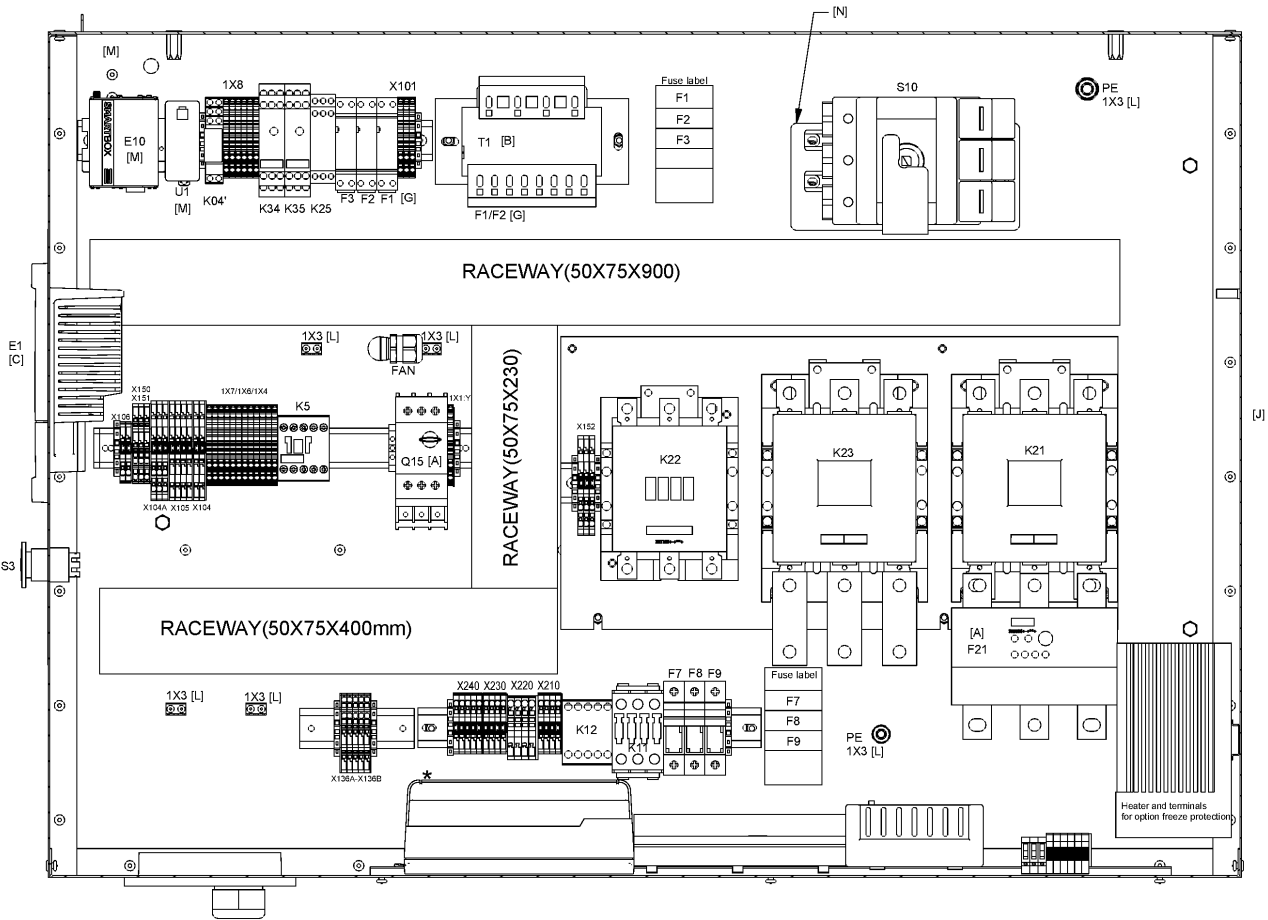 [N]
[M]
1X8
X101
Fuse label
F1
F2
F3
S10
PE
1X3 [L]
SMARTBOX
E10
[M]
U1
[M]
K04'
K34
K35
K25
F3
F2
F1
[G]
T1 [B]
F1/F2 [G]
RACEWAY(50X75X900)
E1
[C]
1X3 [L]
1X3 [L]
FAN
RACEWAY(50X75X230)
X150
X151
X106
1X7/1X6/1X4
K5
1X1:Y
Q15 [A]
X104A
X105
X104
X152
K22
K23
K21
[J]
S3
RACEWAY(50X75X400mm)
[A]
F21
1X3 [L]
1X3 [L]
X240
X230
X220
X210
F7
F8
F9
Fuse label
F7
F8
F9
K12
K11
PE
1X3 [L]
X136A-X136B
*
Heater and terminals
for option freeze protection